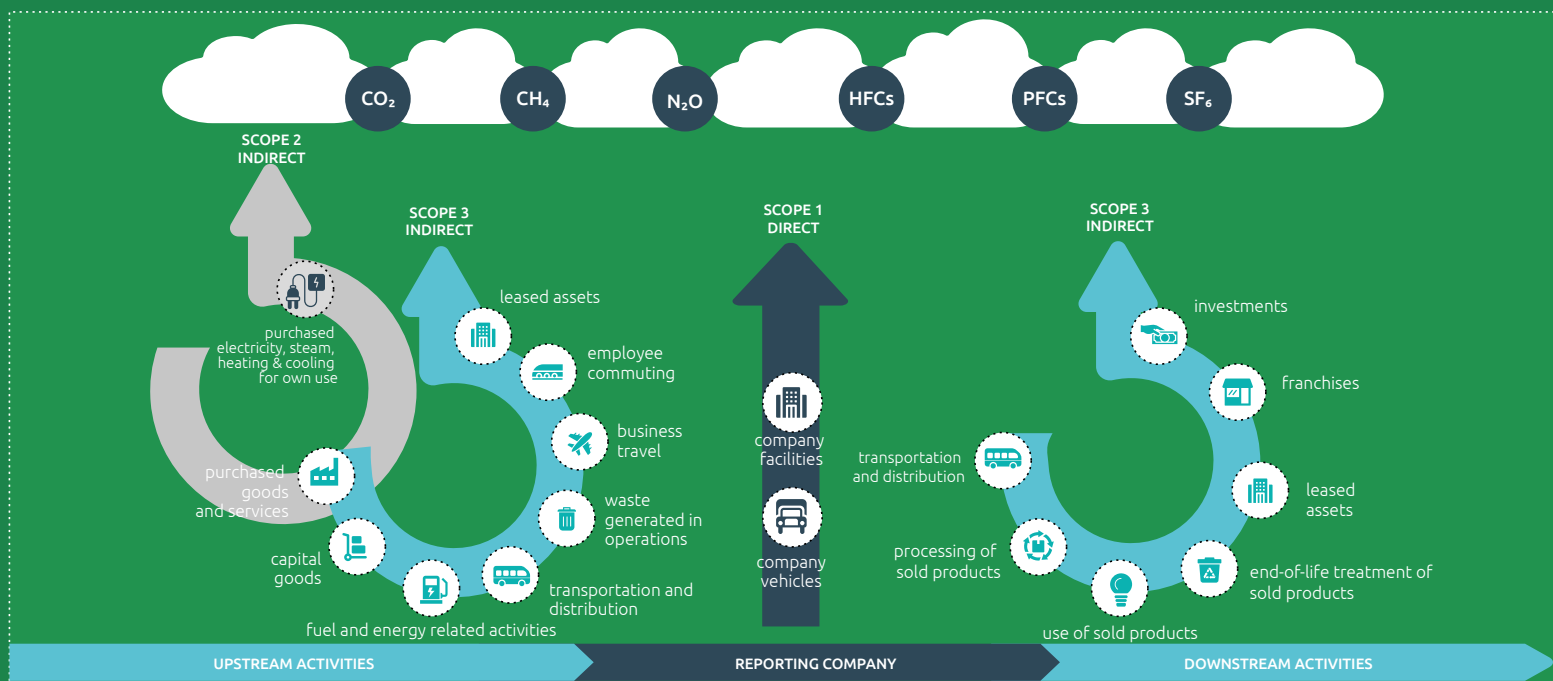 CO₂
CH₄
N₂O
HFCs
PFCs
SF₆
SCOPE 2
INDIRECT
purchased
electricity, steam,
heating & cooling
for own use
SCOPE 3
INDIRECT
leased assets
employee
commuting
business
travel
waste
generated in
operations
transportation and
distribution
fuel and energy related activities
capital
goods
purchased
goods
and services
SCOPE 1
DIRECT
company
facilities
company
vehicles
SCOPE 3
INDIRECT
investments
franchises
leased
assets
end-of-life treatment of
sold products
use of sold products
processing of
sold products
transportation
and distribution
UPSTREAM ACTIVITIES
REPORTING COMPANY
DOWNSTREAM ACTIVITIES